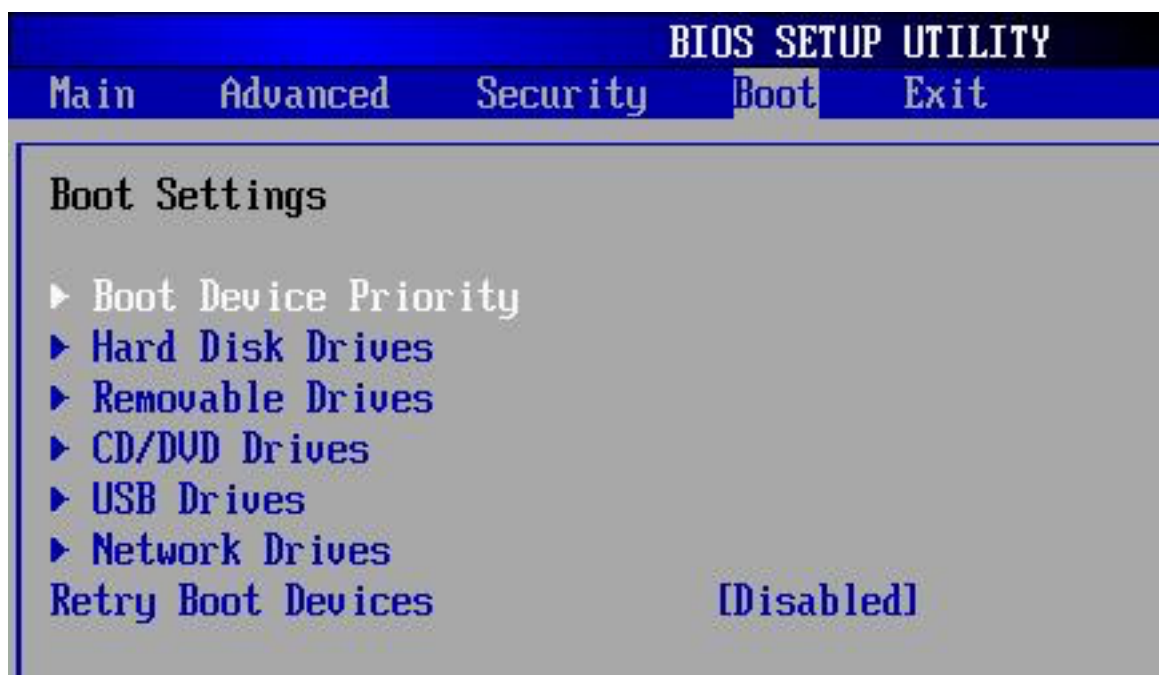 BIOS SETUP UTILITY
Main Advanced Security Boot Exit
Boot Settings
Boot Device Priority
Hard Disk Drives
Removable Drives
CD/DVD Drives
USB Drives
Network Drives
Retry Boot Devices [Disabled]